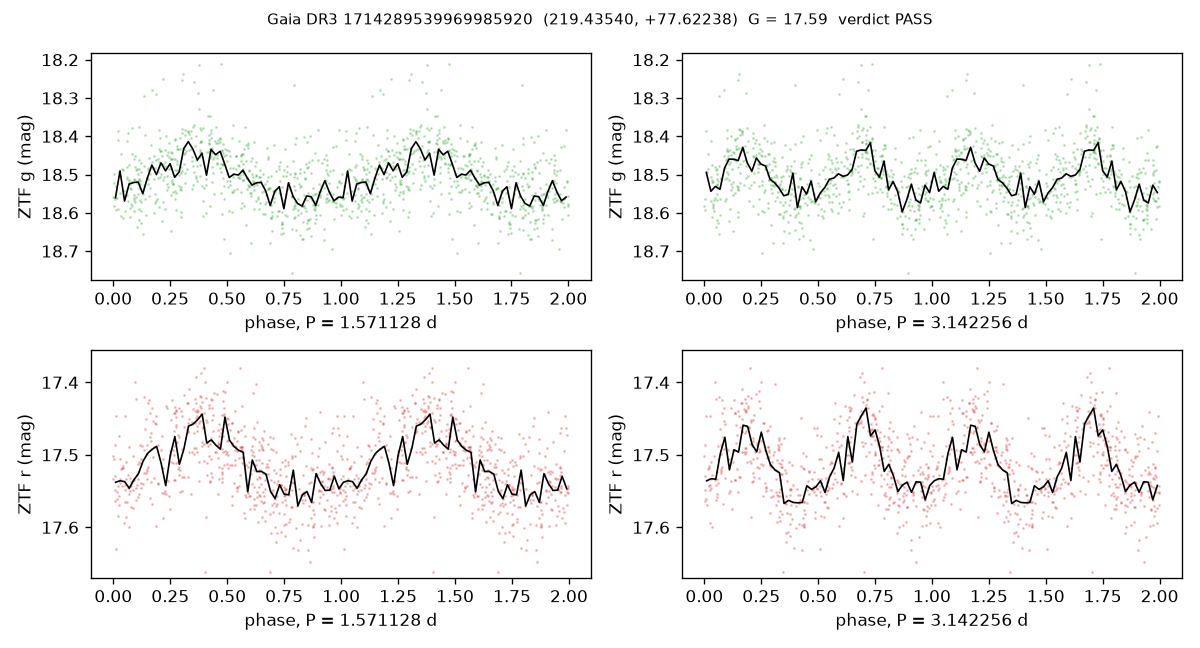 Gaia DR3 1714289539969985920 (219.43540, +77.62238) G = 17.59 verdict PASS
ZTF g (mag)
18.2
18.3
18.4
18.5
18.6
18.7
0.00 0.25 0.50 0.75 1.00 1.25 1.50 1.75 2.00
phase, P = 1.571128 d
ZTF g (mag)
18.2
18.3
18.4
18.5
18.6
18.7
0.00 0.25 0.50 0.75 1.00 1.25 1.50 1.75 2.00
phase, P = 3.142256 d
ZTF r (mag)
17.4
17.5
17.6
0.00 0.25 0.50 0.75 1.00 1.25 1.50 1.75 2.00
phase, P = 1.571128 d
ZTF r (mag)
17.4
17.5
17.6
0.00 0.25 0.50 0.75 1.00 1.25 1.50 1.75 2.00
phase, P = 3.142256 d